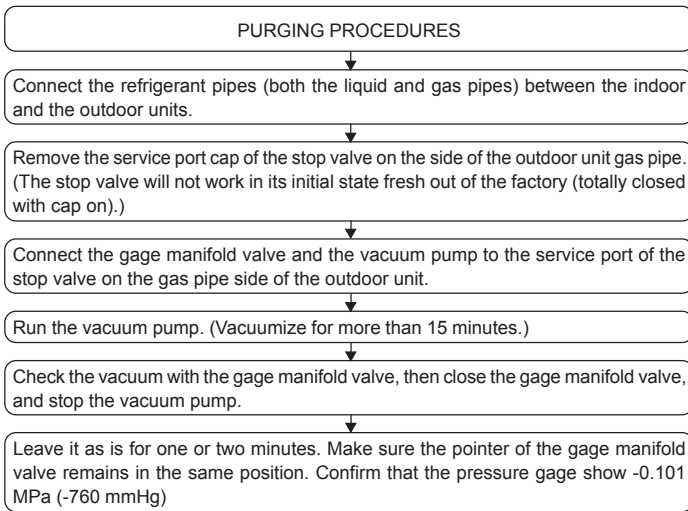 PURGING PROCEDURES
Connect the refrigerant pipes (both the liquid and gas pipes) between the indoor
and the outdoor units.
Remove the service port cap of the stop valve on the side of the outdoor unit gas pipe.
(The stop valve will not work in its initial state fresh out of the factory (totally closed
with cap on).)
Connect the gage manifold valve and the vacuum pump to the service port of the
stop valve on the gas pipe side of the outdoor unit.
Run the vacuum pump. (Vacuumize for more than 15 minutes.)
Check the vacuum with the gage manifold valve, then close the gage manifold valve,
and stop the vacuum pump.
Leave it as is for one or two minutes. Make sure the pointer of the gage manifold
valve remains in the same position. Confirm that the pressure gage show -0.101
MPa (-760 mmHg)